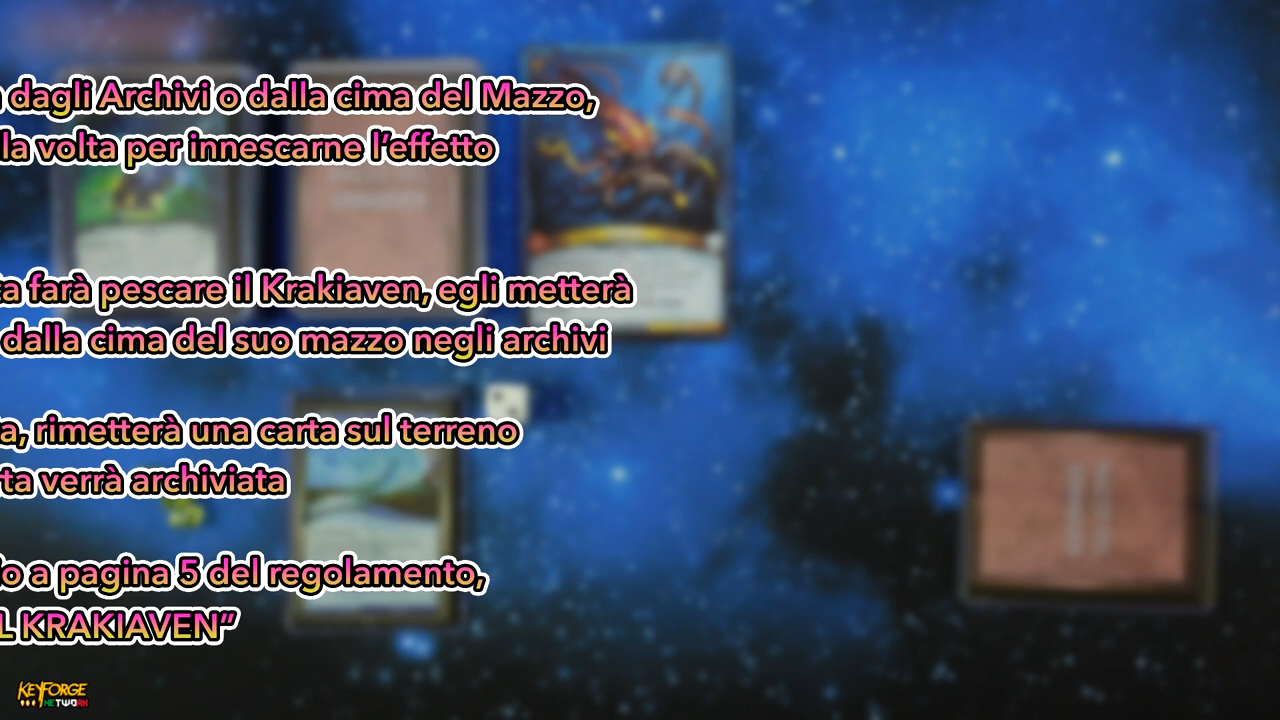 dagli Archivi o dalla cima del Mazzo,
la volta per innescarne l’effetto
farà pescare il Krakiaven, egli metterà
dalla cima del suo mazzo negli archivi
rimetterà una carta sul terreno
verrà archiviata
a pagina 5 del regolamento,
KRAKIAVEN”
KEYFORGE
NETWORK